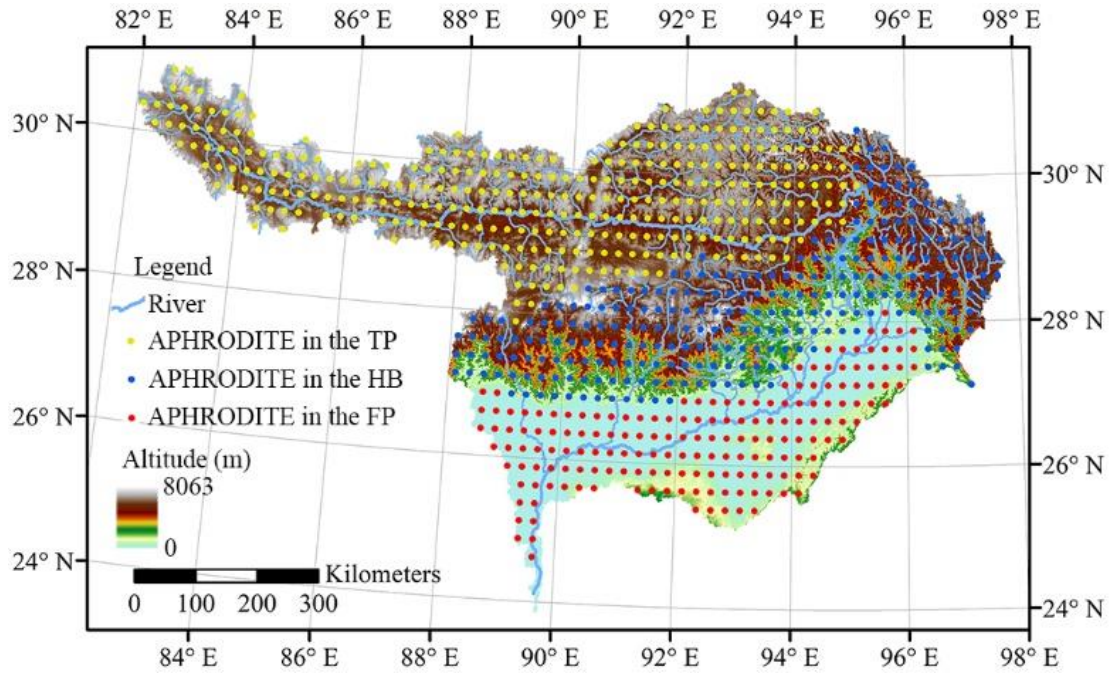 82° E 84° E 86° E 88° E 90° E 92° E 94° E 96° E 98° E
30° N
30° N
28° N
Legend
River
28° N
APHRODITE in the TP
APHRODITE in the HB
26° N
APHRODITE in the FP
Altitude (m)
26° N
8063
0
24° N
Kilometers
0 100 200 300
24° N
84° E 86° E 88° E 90° E 92° E 94° E 96° E 98° E